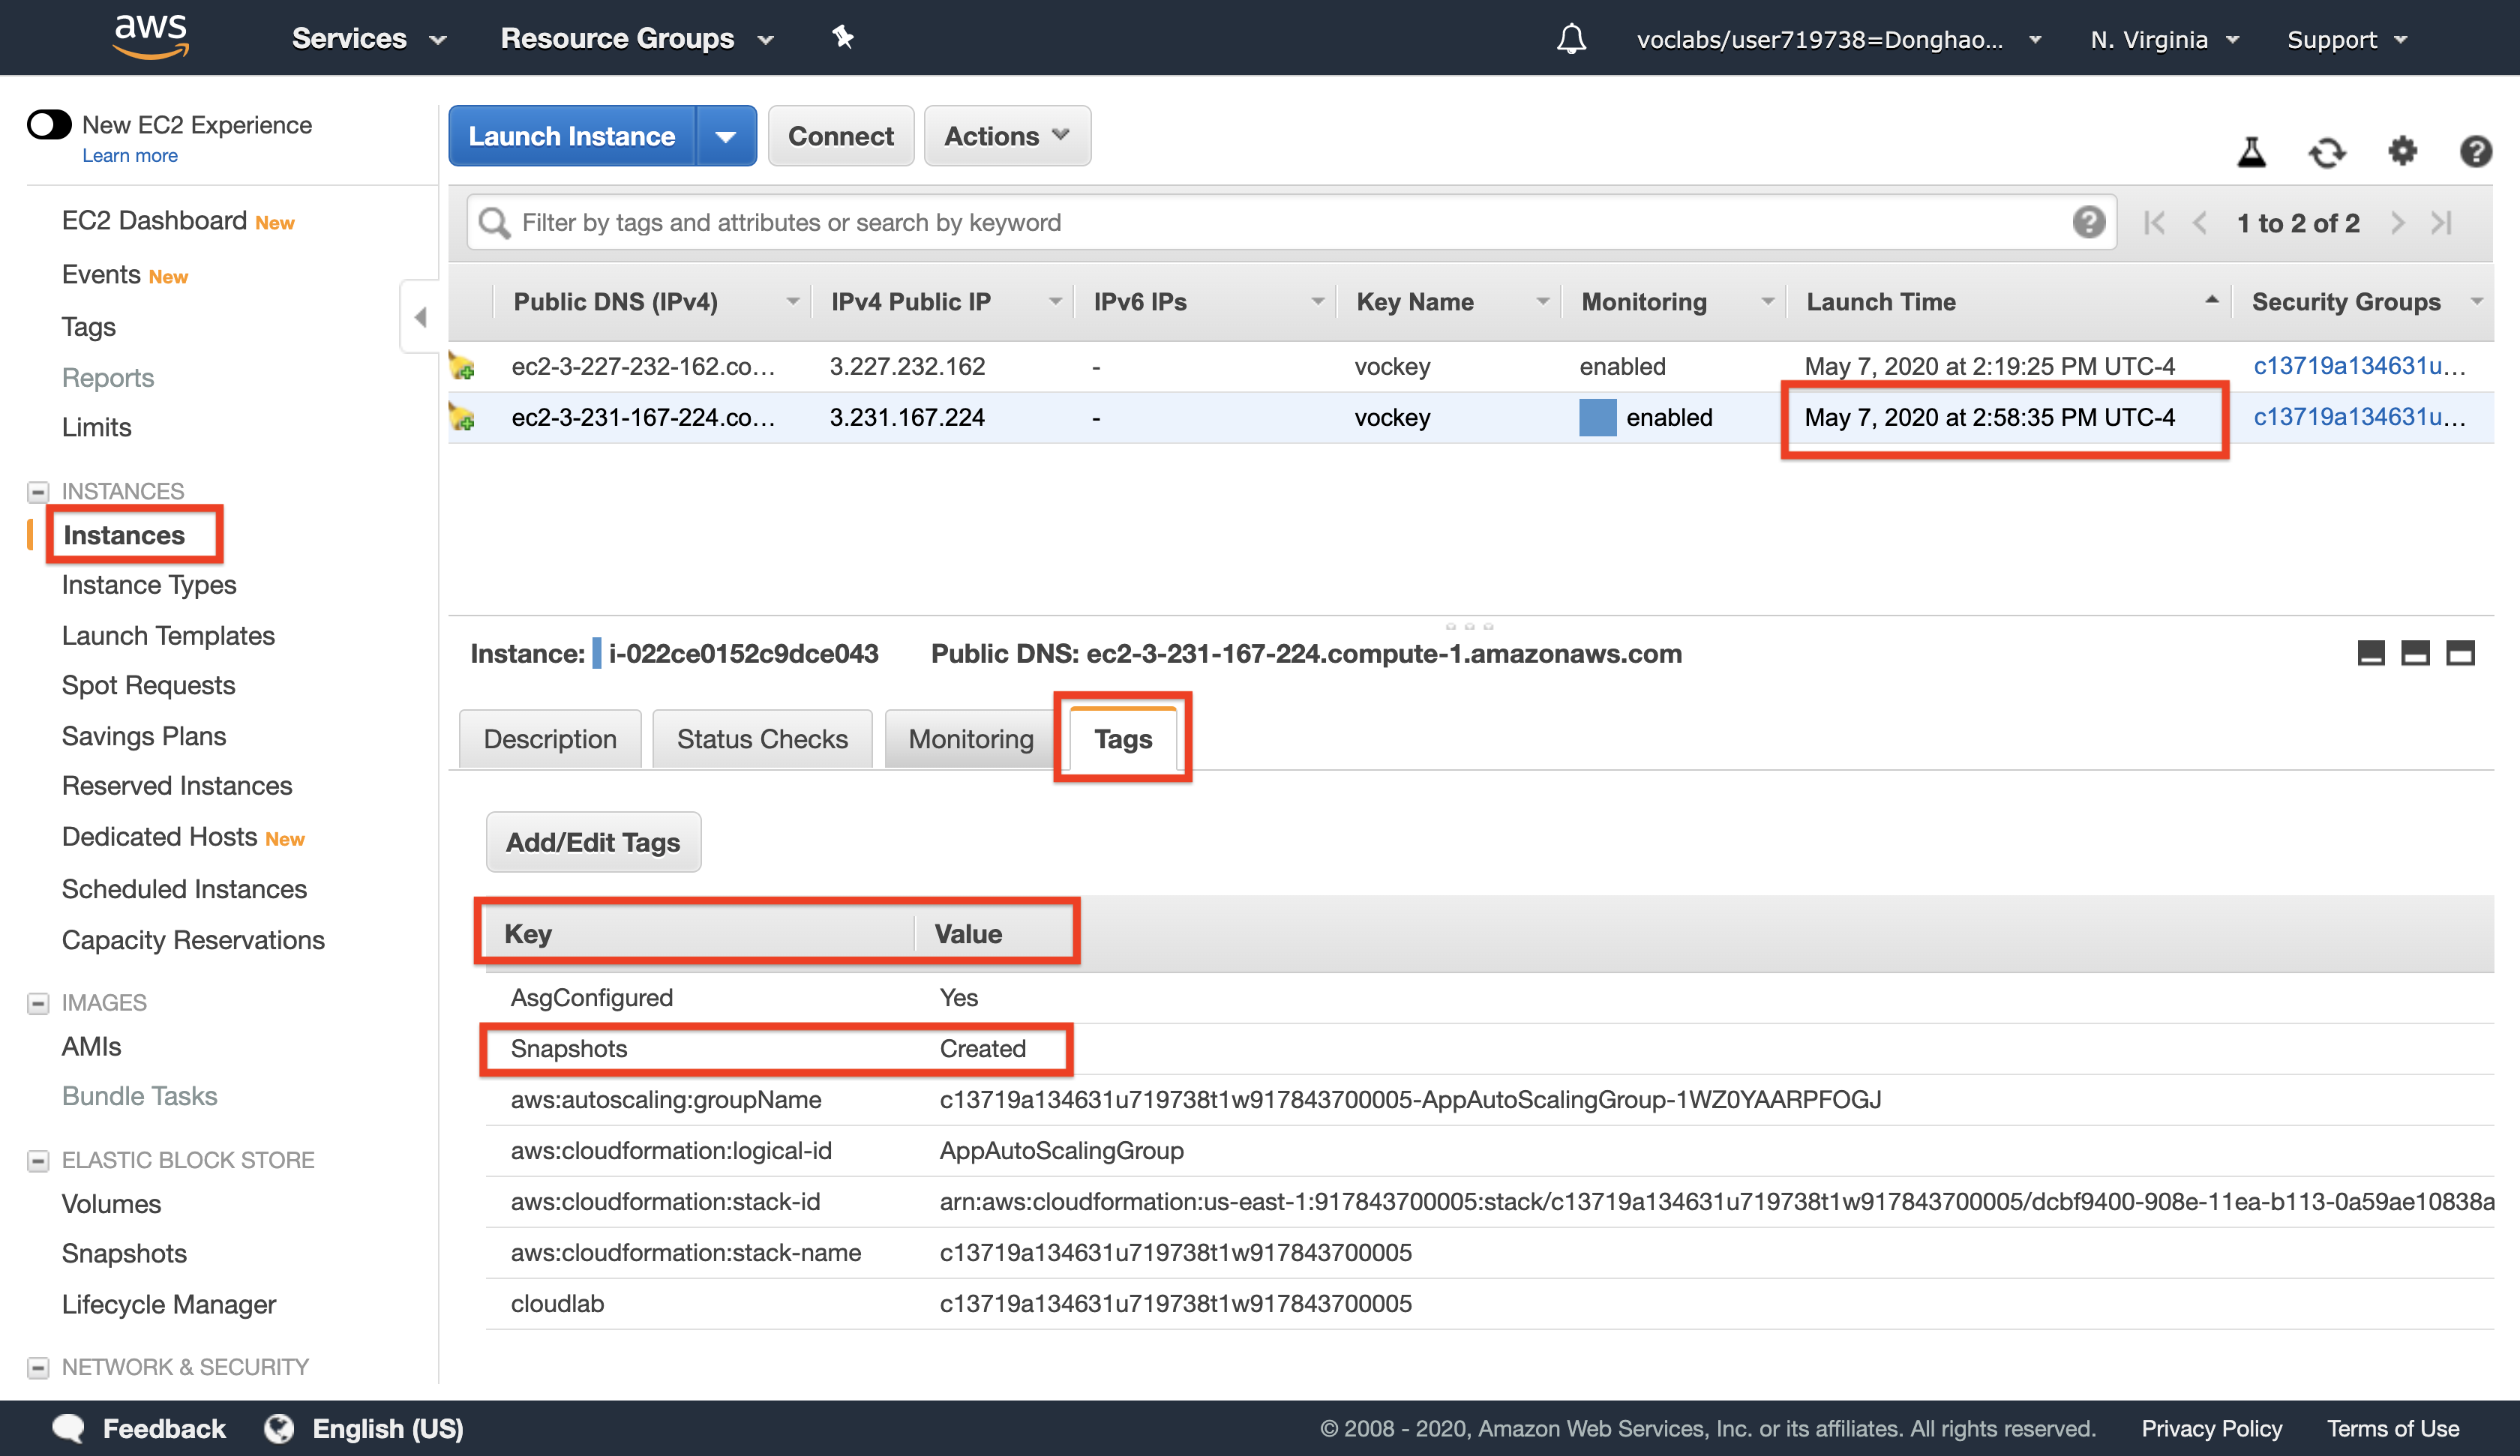 aws Services Resource Groups voclabs/user719738=Donghao... N. Virginia Support
New EC2 Experience
Learn more
EC2 Dashboard New
Events New
Tags
Reports
Limits
INSTANCES
Instances
Instance Types
Launch Templates
Spot Requests
Savings Plans
Reserved Instances
Dedicated Hosts New
Scheduled Instances
Capacity Reservations
IMAGES
AMIs
Bundle Tasks
ELASTIC BLOCK STORE
Volumes
Snapshots
Lifecycle Manager
NETWORK & SECURITY
Launch Instance Connect Actions
Filter by tags and attributes or search by keyword 1 to 2 of 2
Public DNS (IPv4) IPv4 Public IP IPv6 IPs Key Name Monitoring Launch Time Security Groups
ec2-3-227-232-162.co... 3.227.232.162 - vockey enabled May 7, 2020 at 2:19:25 PM UTC-4 c13719a134631u...
ec2-3-231-167-224.co... 3.231.167.224 - vockey enabled May 7, 2020 at 2:58:35 PM UTC-4 c13719a134631u...
Instance: i-022ce0152c9dce043 Public DNS: ec2-3-231-167-224.compute-1.amazonaws.com
Description Status Checks Monitoring Tags
Add/Edit Tags
Key Value
AsgConfigured Yes
Snapshots Created
aws:autoscaling:groupName c13719a134631u719738t1w917843700005-AppAutoScalingGroup-1WZ0YAARPFOGJ
aws:cloudformation:logical-id AppAutoScalingGroup
aws:cloudformation:stack-id arn:aws:cloudformation:us-east-1:917843700005:stack/c13719a134631u719738t1w917843700005/dcbf9400-908e-11ea-b113-0a59ae10838a
aws:cloudformation:stack-name c13719a134631u719738t1w917843700005
cloudlab c13719a134631u719738t1w917843700005
Feedback English (US) © 2008 - 2020, Amazon Web Services, Inc. or its affiliates. All rights reserved. Privacy Policy Terms of Use